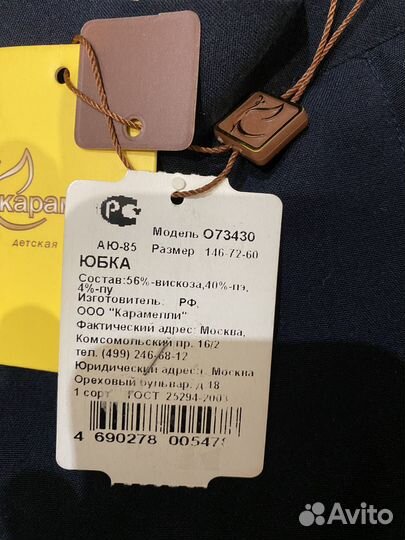 карам
детская
Модель О73430
АЮ-85 Размер 146-72-60
ЮБКА
Состав:56%-вискоза,40%-пэ,
4%-пу
Изготовитель: РФ,
ООО "Карамелли"
Фактический адрес: Москва,
Комсомольский пр. 16/2
тел. (499) 246-68-12
Юридический адрес: Москва
Ореховый бульвар, д 18
1 сорт ГОСТ 25294-2003
4 690278 005478
Avito